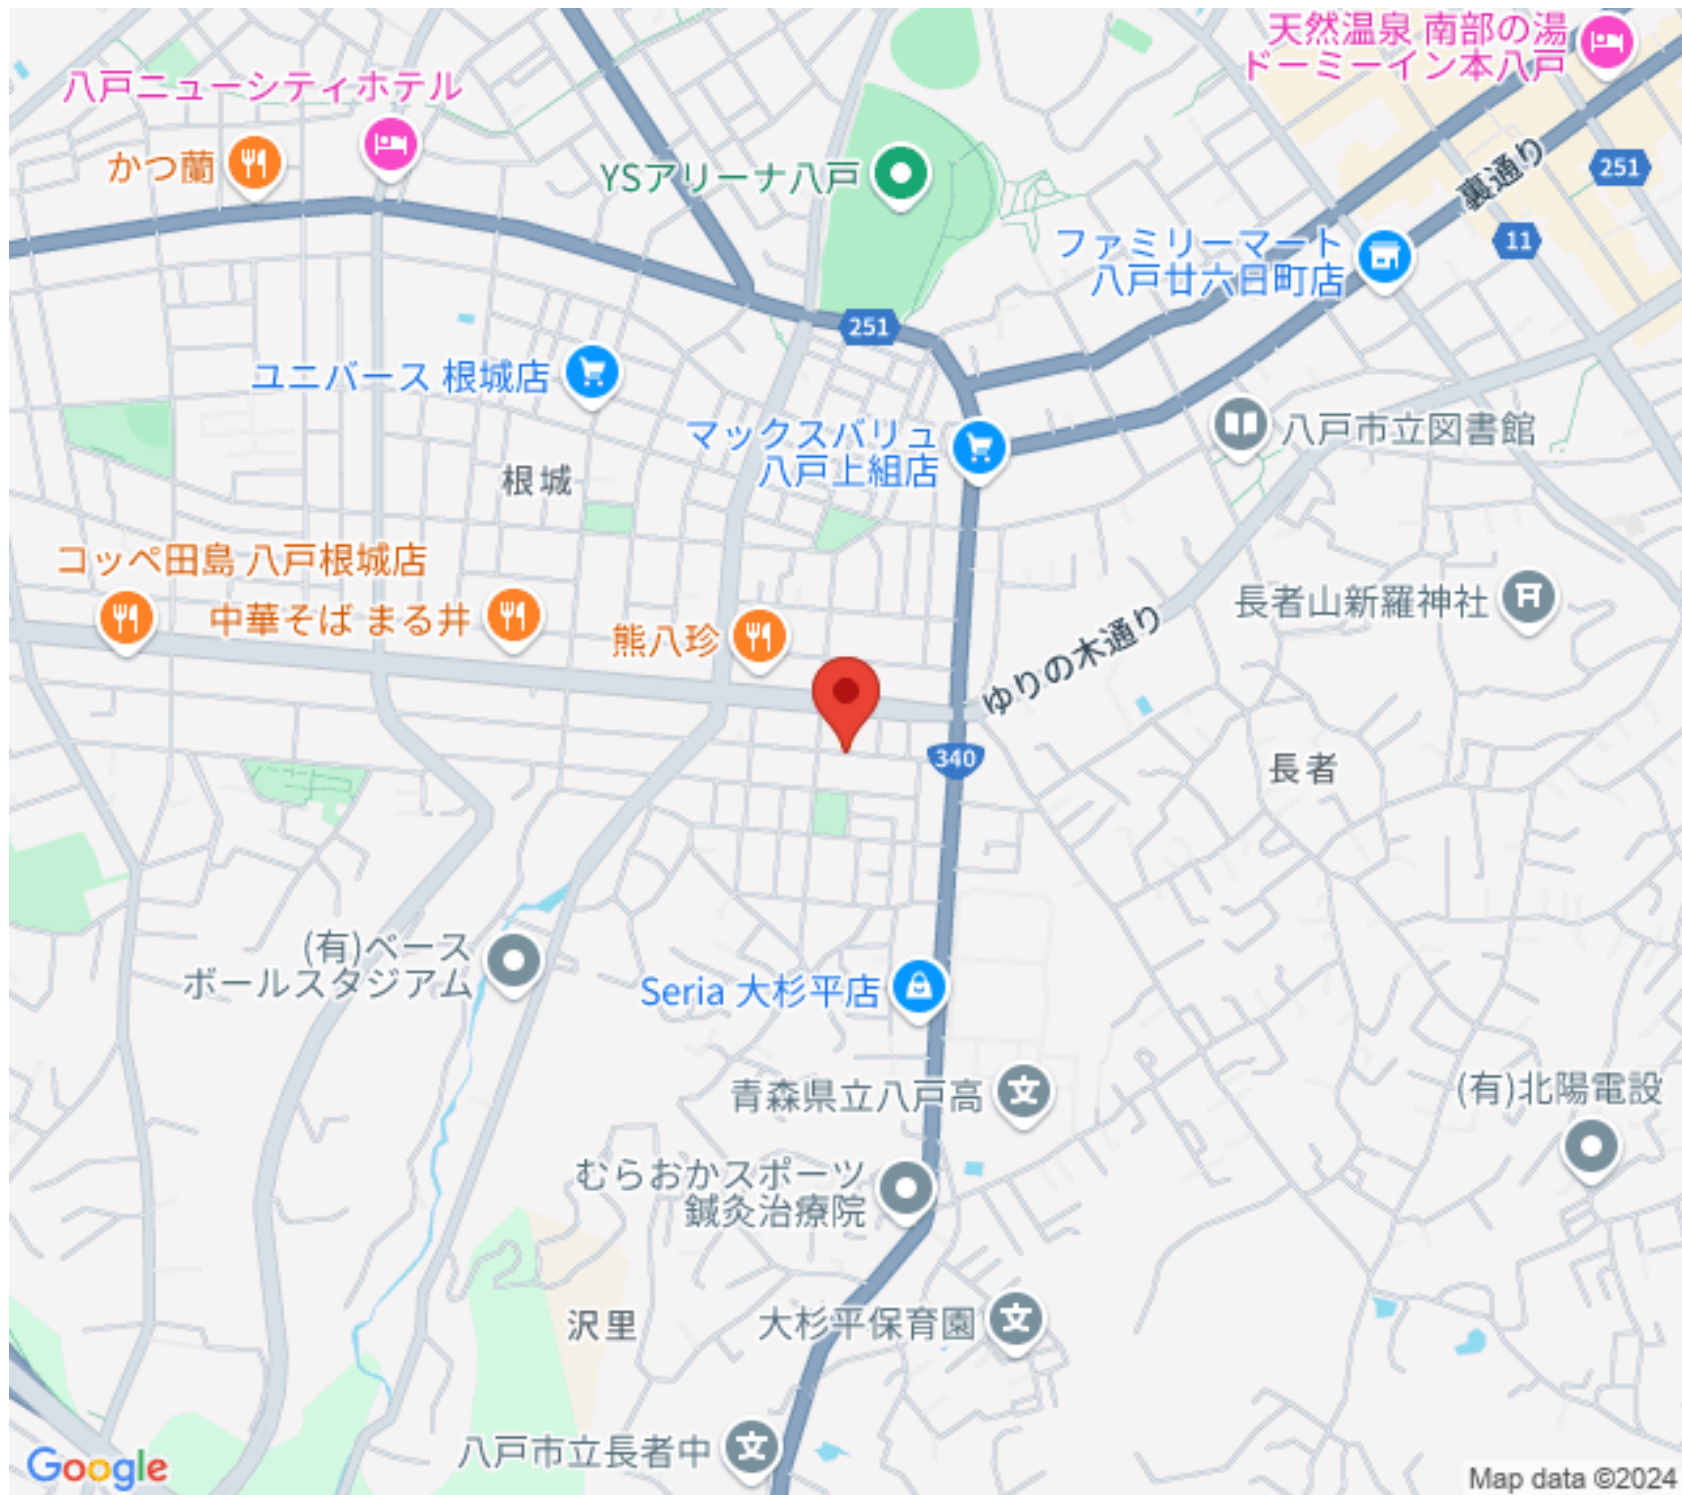 天然温泉 南部の湯
ドーミーイン本八戸
八戸ニューシティホテル
かつ蘭
YSアリーナ八戸
裏通り
251
11
ファミリーマート
八戸廿六日町店
251
ユニバース 根城店
マックスバリュ
八戸上組店
八戸市立図書館
根城
コッペ田島 八戸根城店
中華そば まる井
熊八珍
長者山新羅神社
ゆりの木通り
340
長者
(有)ベース
ボールスタジアム
Seria 大杉平店
青森県立八戸高
(有)北陽電設
むらおかスポーツ
鍼灸治療院
沢里
大杉平保育園
八戸市立長者中
Google
Map data ©2024